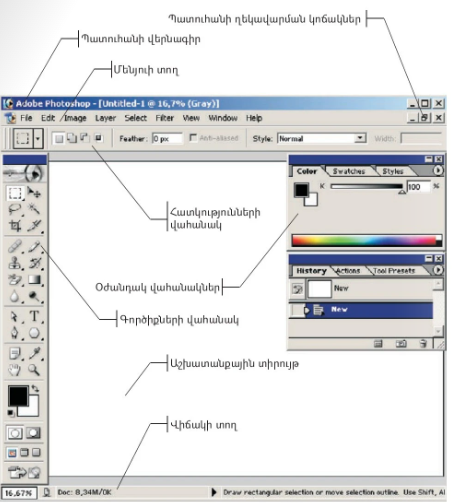 Պատուհանի ղեկավարման կոճակներ
Պատուհանի վերնագիր
Մենյուի տող
Adobe Photoshop - [Untitled-1 @ 16,7% (Gray)]
File Edit Image Layer Select Filter View Window Help
Feather: 0 px Anti-aliased Style: Normal Width:
Color Swatches Styles
K 100 %
Հատկությունների
վահանակ
History Actions Tool Presets
New
New
Օժանդակ վահանակներ
Գործիքների վահանակ
Աշխատանքային տիրույթ
Վիճակի տող
16,67% Doc: 8,34M/0K Draw rectangular selection or move selection outline. Use Shift, Al